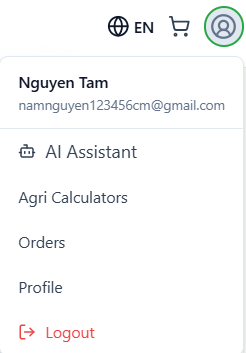 EN
Nguyen Tam
namnguyen123456cm@gmail.com
AI Assistant
Agri Calculators
Orders
Profile
Logout